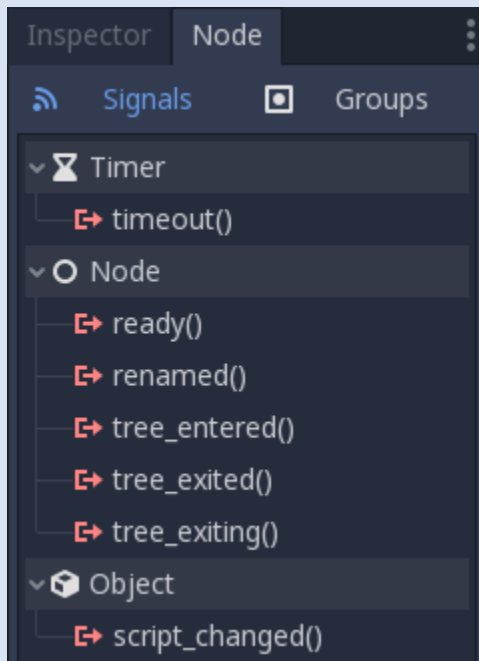 Inspector Node
Signals Groups
Timer
timeout()
Node
ready()
renamed()
tree_entered()
tree_exited()
tree_exiting()
Object
script_changed()